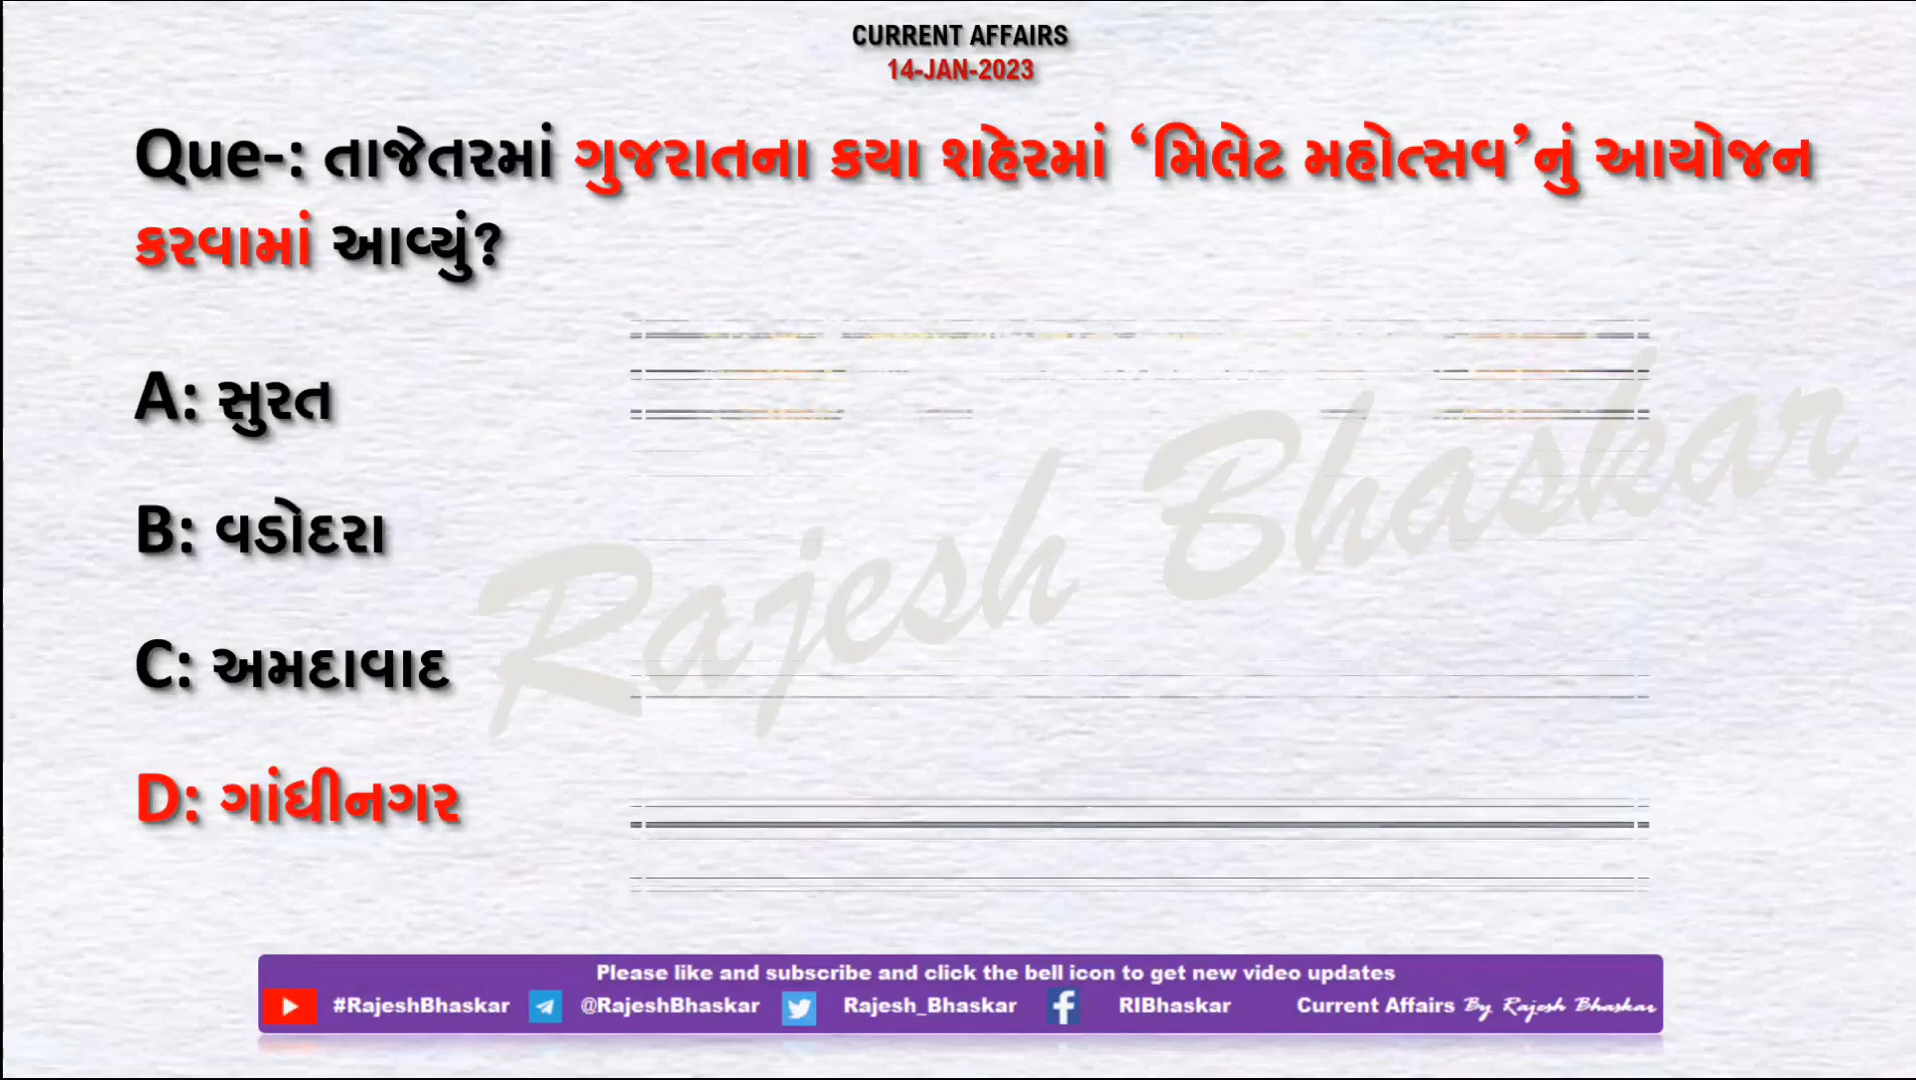 CURRENT AFFAIRS
14-JAN-2023
Que-: તાજેતરમાં ગુજરાતના કયા શહેરમાં ‘મિલેટ મહોત્સવ’નું આયોજન
કરવામાં આવ્યું?
A: સુરત
B: વડોદરા
C: અમદાવાદ
D: ગાંધીનગર
Rajesh Bhaskar
Please like and subscribe and click the bell icon to get new video updates
#RajeshBhaskar @RajeshBhaskar Rajesh_Bhaskar RIBhaskar Current Affairs By Rajesh Bhaskar